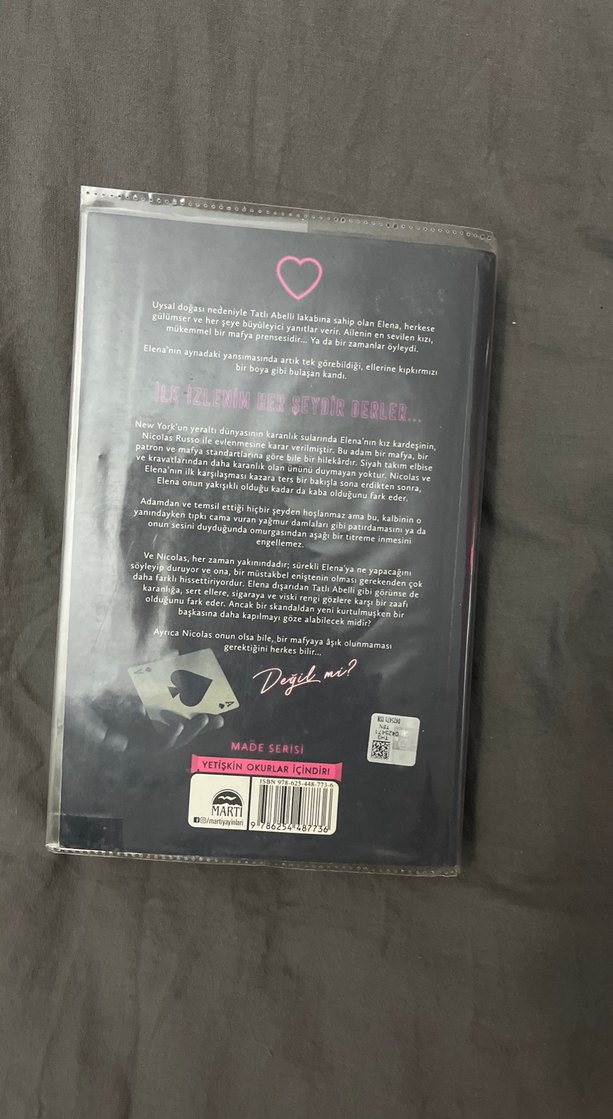 Uysal doğası nedeniyle Tatlı Abelli lakabına sahip olan Elena, herkese
gülümser ve her şeye büyüleyici yanıtlar verir. Ailenin en sevilen kızı,
mükemmel bir mafya prensesidir... Ya da bir zamanlar öyleydi.
Elena'nın aynadaki yansımasında artık tek görebildiği, ellerine kıpkırmızı
bir boya gibi bulaşan kandı.
İLK İZLENİM HER ŞEYDİR DERLER...
New York'un yeraltı dünyasının karanlık sularında Elena'nın kız kardeşinin,
Nicolas Russo ile evlenmesine karar verilmiştir. Bu adam bir mafya, bir
patron ve mafya standartlarına göre bile bir hilekârdır. Siyah takım elbise
ve kravatlarından daha karanlık olan ününü duymayan yoktur. Nicolas ve
Elena'nın ilk karşılaşması kazara ters bir bakışla sona erdikten sonra,
Elena onun yakışıklı olduğu kadar da kaba olduğunu fark eder.
Adamdan ve temsil ettiği hiçbir şeyden hoşlanmaz ama bu, kalbinin o
yanındayken tıpkı cama vuran yağmur damlaları gibi patırdamasını ya da
onun sesini duyduğunda omurgasından aşağı bir titreme inmesini
engellemez.
Ve Nicolas, her zaman yakınındadır; sürekli Elena'ya ne yapacağını
söyleyip duruyor ve ona, bir müstakbel eniştenin olması gerekenden çok
daha farklı hissettiriyordur. Elena dışarıdan Tatlı Abelli gibi görünse de
karanlığa, sert ellere, sigaraya ve viski rengi gözlere karşı bir zaafı
olduğunu fark eder. Ancak bir skandaldan yeni kurtulmuşken bir
başkasına daha kapılmayı göze alabilecek midir?
Ayrıca Nicolas onun olsa bile, bir mafyaya âşık olunmaması
gerektiğini herkes bilir...
Değil mi?
A
A
MADE SERİSİ
YETİŞKİN OKURLAR İÇİNDİR!
MARTI
@/martiyayinlari
ISBN 978-625-448-773-6
9 786254 487736